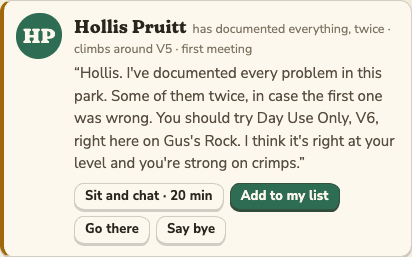 HP
Hollis Pruitt has documented everything, twice ·
climbs around V5 · first meeting
“Hollis. I've documented every problem in this
park. Some of them twice, in case the first one
was wrong. You should try Day Use Only, V6,
right here on Gus's Rock. I think it's right at your
level and you're strong on crimps.”
Sit and chat · 20 min Add to my list
Go there Say bye